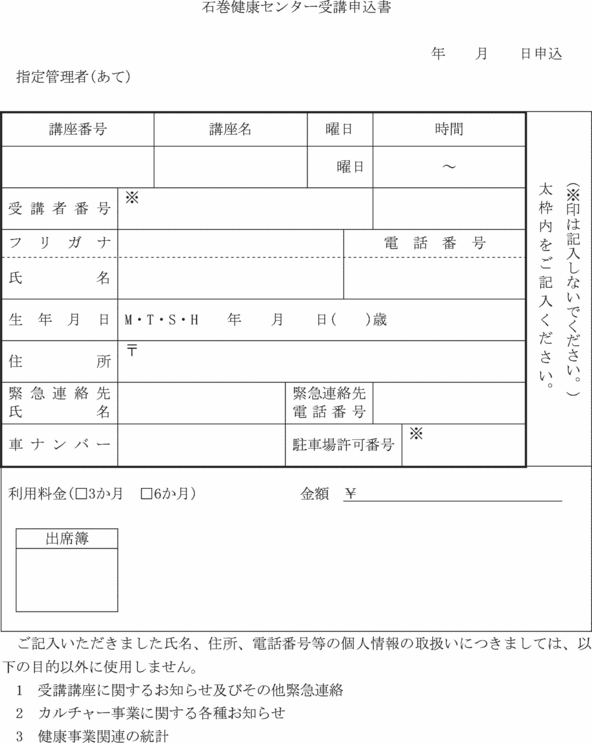 石巻健康センター受講申込書
年　　月　　日申込
指定管理者(あて)
講座番号　講座名　曜日　時間
曜日　～
受講者番号　※
フリガナ　電話番号
氏名
生年月日　M・T・S・H　　年　　月　　日(　　)歳
住所　〒
緊急連絡先　緊急連絡先
氏名　電話番号
車ナンバー　駐車場許可番号　※
太枠内をご記入ください。
(※印は記入しないでください。)
利用料金(□3か月　□6か月)　金額　￥
出席簿
ご記入いただきました氏名、住所、電話番号等の個人情報の取扱いにつきましては、以
下の目的以外に使用しません。
1　受講講座に関するお知らせ及びその他緊急連絡
2　カルチャー事業に関する各種お知らせ
3　健康事業関連の統計